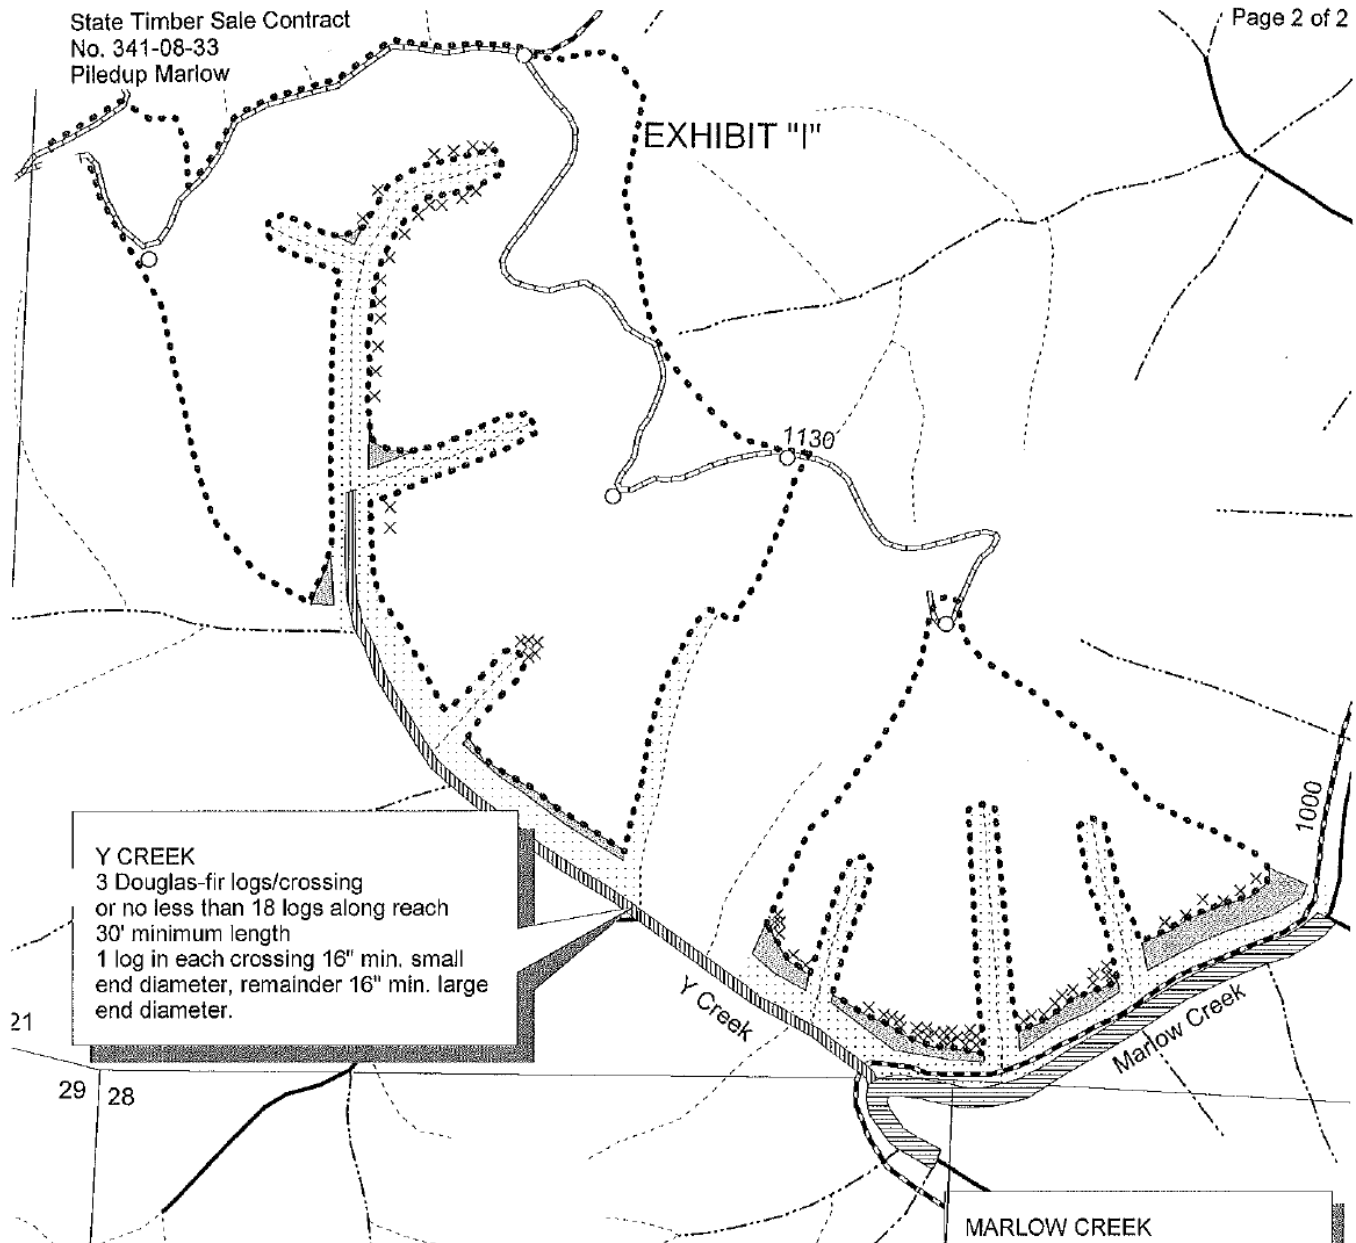 State Timber Sale Contract
No. 341-08-33
Piledup Marlow
Page 2 of 2
EXHIBIT "I"
1130
1000
Y CREEK
3 Douglas-fir logs/crossing
or no less than 18 logs along reach
30' minimum length
1 log in each crossing 16" min. small
end diameter, remainder 16" min. large
end diameter.
Y Creek
Marlow Creek
21
29 28
MARLOW CREEK